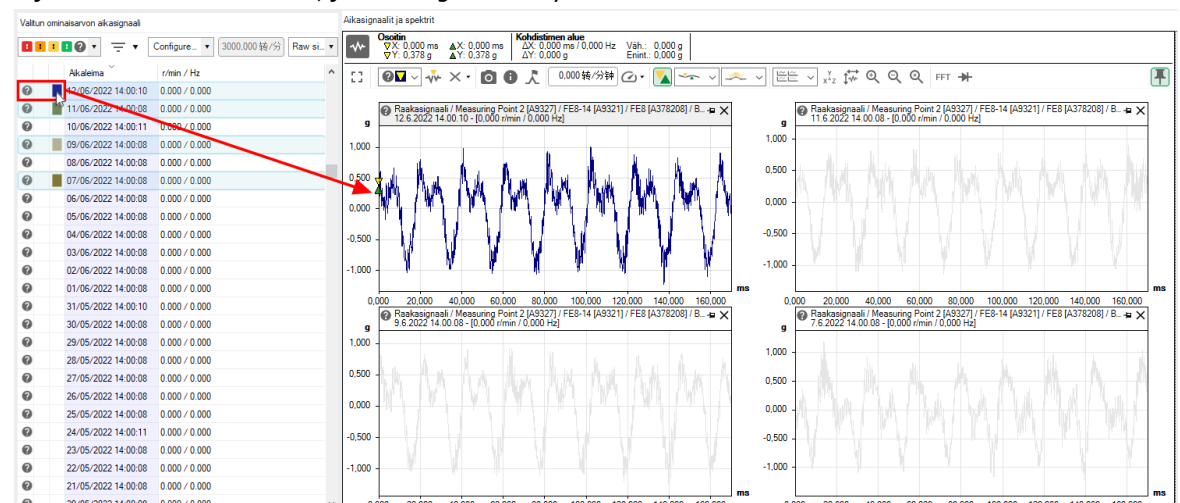 Valitun ominaisarvon aikasignaali
Configure...
3000,000 转/分
Raw si..
Aikaleima
r/min / Hz
12/06/2022 14:00:10 0.000 / 0.000
11/06/2022 14:00:08 0.000 / 0.000
10/06/2022 14:00:11 0.000 / 0.000
09/06/2022 14:00:08 0.000 / 0.000
08/06/2022 14:00:08 0.000 / 0.000
07/06/2022 14:00:08 0.000 / 0.000
06/06/2022 14:00:08 0.000 / 0.000
05/06/2022 14:00:08 0.000 / 0.000
04/06/2022 14:00:08 0.000 / 0.000
03/06/2022 14:00:08 0.000 / 0.000
02/06/2022 14:00:08 0.000 / 0.000
01/06/2022 14:00:08 0.000 / 0.000
31/05/2022 14:00:10 0.000 / 0.000
30/05/2022 14:00:08 0.000 / 0.000
29/05/2022 14:00:08 0.000 / 0.000
28/05/2022 14:00:08 0.000 / 0.000
27/05/2022 14:00:08 0.000 / 0.000
26/05/2022 14:00:08 0.000 / 0.000
25/05/2022 14:00:08 0.000 / 0.000
24/05/2022 14:00:11 0.000 / 0.000
23/05/2022 14:00:08 0.000 / 0.000
22/05/2022 14:00:08 0.000 / 0.000
21/05/2022 14:00:08 0.000 / 0.000
Aikasignaalit ja spektrit
Osoitin
X: 0,000 ms X: 0,000 ms
Y: 0,378 g Y: 0,378 g
Kohdistimen alue
ΔX: 0,000 ms / 0,000 Hz Väh.: 0,000 g
ΔY: 0,000 g Enint.: 0,000 g
0,000 转/分钟
FFT
Raakasignaali / Measuring Point 2 [A9327] / FE8-14 [A9321] / FE8 [A378208] / B...
12.6.2022 14.00.10 - [0,000 r/min / 0,000 Hz]
g
1,000
0,500
0,000
-0,500
-1,000
ms
0,000 20,000 40,000 60,000 80,000 100,000 120,000 140,000 160,000
Raakasignaali / Measuring Point 2 [A9327] / FE8-14 [A9321] / FE8 [A378208] / B...
11.6.2022 14.00.08 - [0,000 r/min / 0,000 Hz]
g
1,000
0,500
0,000
-0,500
-1,000
ms
0,000 20,000 40,000 60,000 80,000 100,000 120,000 140,000 160,000
Raakasignaali / Measuring Point 2 [A9327] / FE8-14 [A9321] / FE8 [A378208] / B...
9.6.2022 14.00.08 - [0,000 r/min / 0,000 Hz]
g
1,000
0,500
0,000
-0,500
-1,000
ms
Raakasignaali / Measuring Point 2 [A9327] / FE8-14 [A9321] / FE8 [A378208] / B...
7.6.2022 14.00.08 - [0,000 r/min / 0,000 Hz]
g
1,000
0,500
0,000
-0,500
-1,000
ms